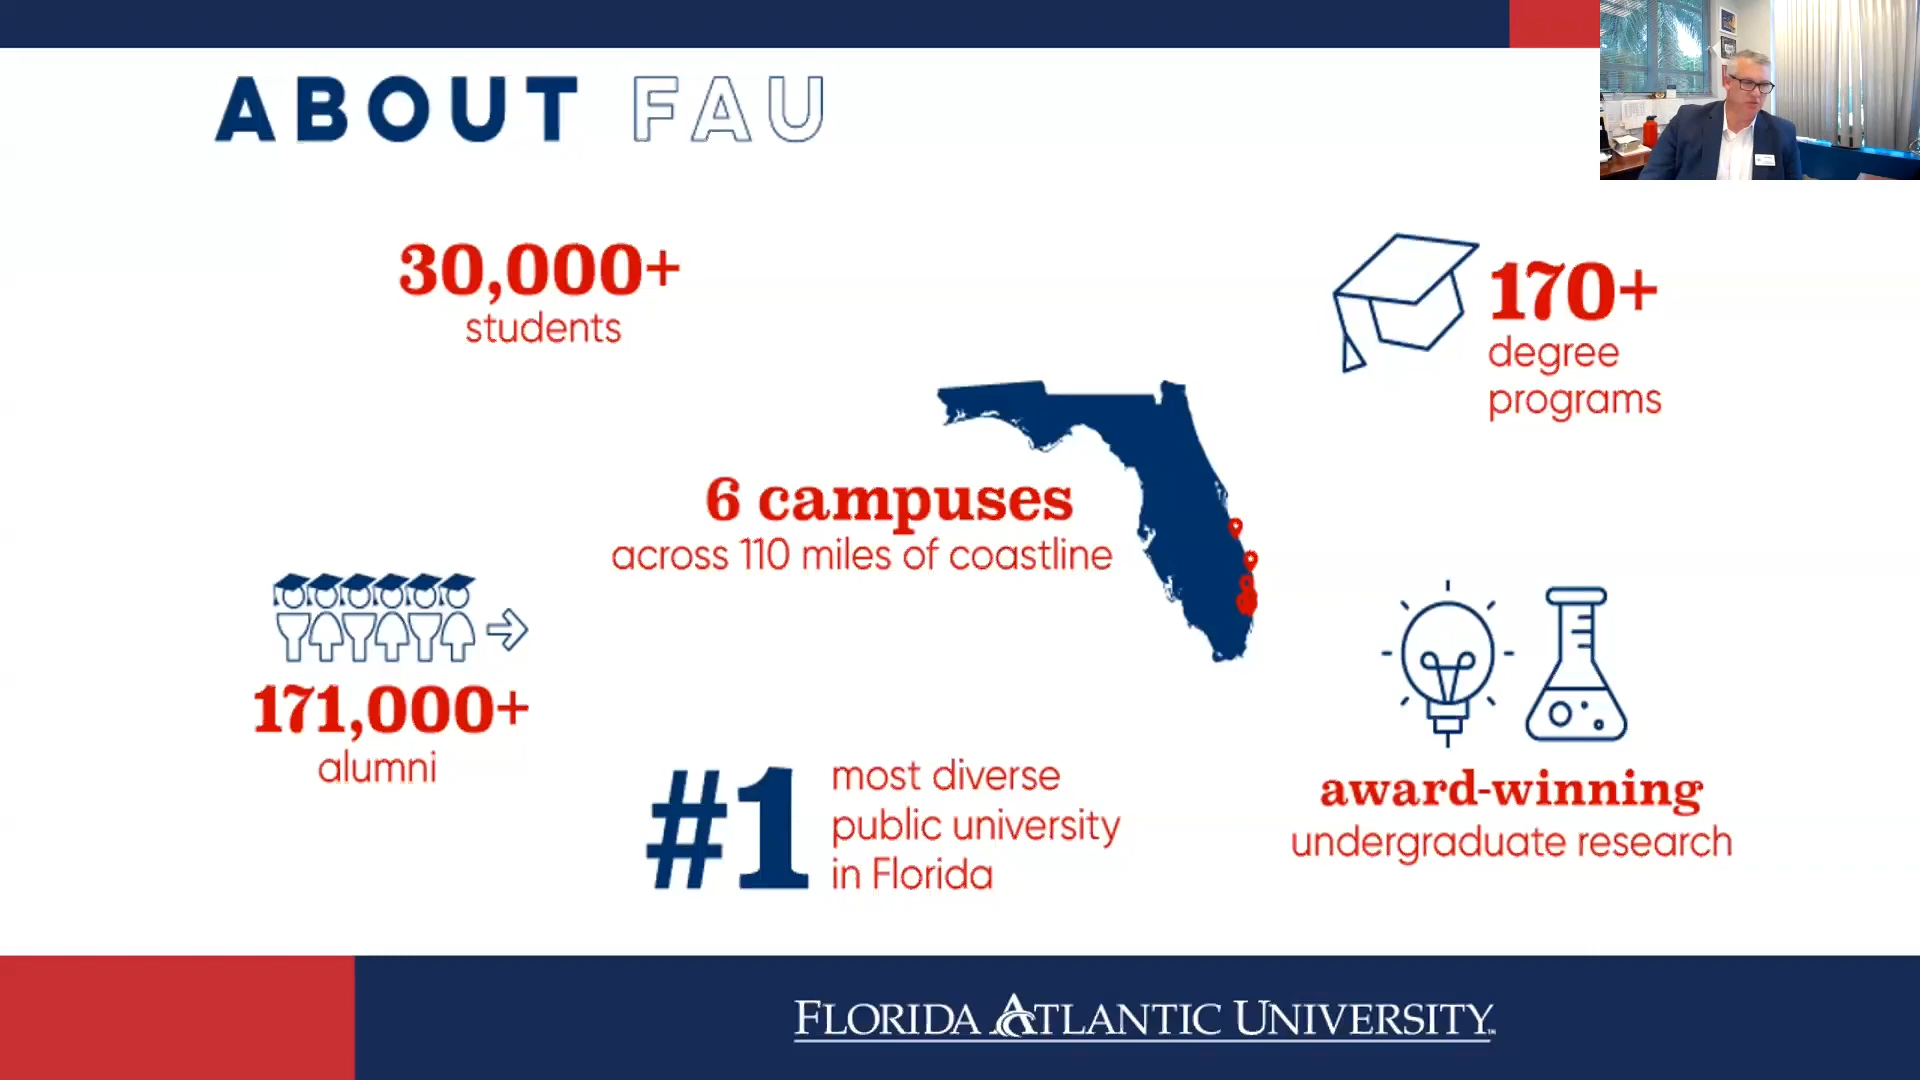 ABOUT FAU
30,000+
students
170+
degree
programs
6 campuses
across 110 miles of coastline
171,000+
alumni
#1
most diverse
public university
in Florida
award-winning
undergraduate research
FLORIDA ATLANTIC UNIVERSITY™